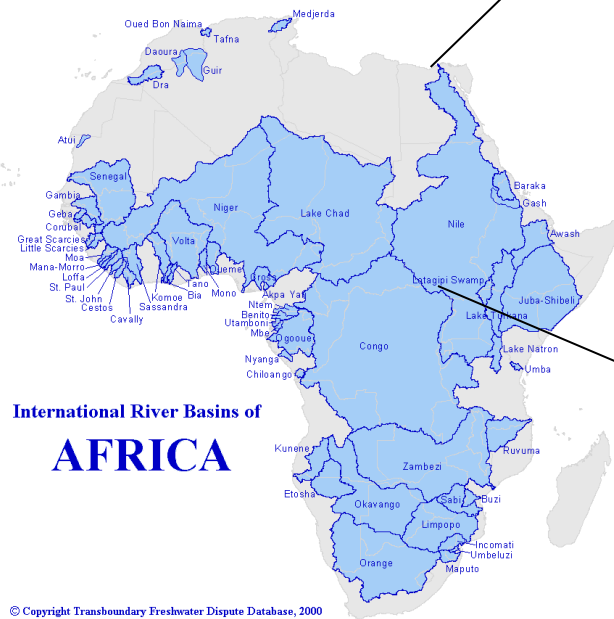 Medjerda
Oued Bon Naima
Tafna
Daoura
Guir
Dra
Atui
Senegal
Gambia
Geba
Corubal
Great Scarcies
Little Scarcies
Moa
Mana-Morro
Loffa
St. Paul
St. John
Cestos
Cavally
Sassandra
Komoe
Bia
Tano
Mono
Oueme
Volta
Niger
Lake Chad
Nile
Baraka
Gash
Awash
Lotagipi Swamp
Juba-Shibeli
Lake Turkana
Cross
Akpa Yafi
Ntem
Benito
Utamboni
Mbe
Ogooue
Nyanga
Chiloango
Congo
Lake Natron
Umba
International River Basins of
AFRICA
Kunene
Etosha
Zambezi
Ruvuma
Okavango
Sabi
Buzi
Limpopo
Incomati
Umbeluzi
Maputo
Orange
© Copyright Transboundary Freshwater Dispute Database, 2000